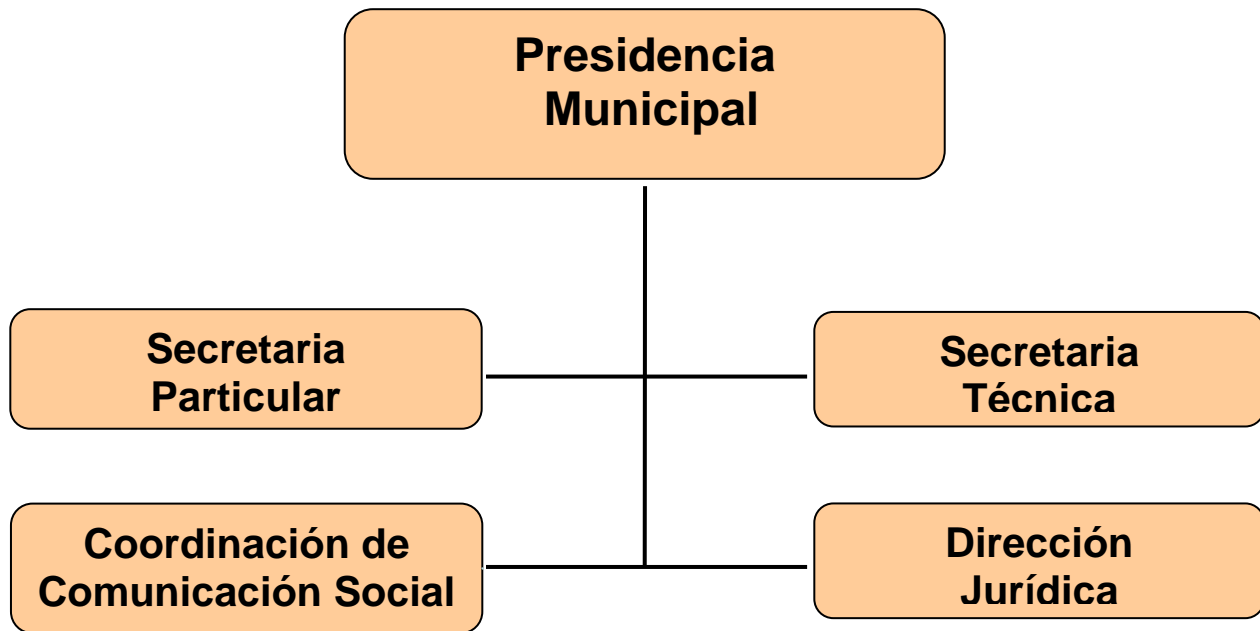 Presidencia
Municipal
Secretaria
Particular
Secretaria
Técnica
Coordinación de
Comunicación Social
Dirección
Jurídica